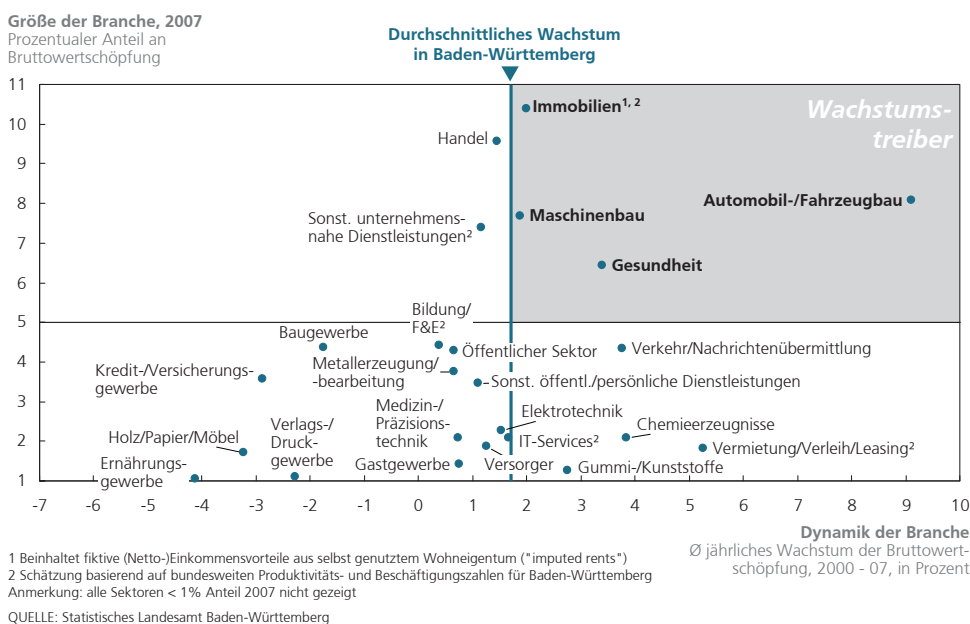 Größe der Branche, 2007
Prozentualer Anteil an
Bruttowertschöpfung
Durchschnittliches Wachstum
in Baden-Württemberg
11
10
9
8
7
6
5
4
3
2
1
Wachstums-
treiber
Immobilien¹, ²
Handel
Automobil-/Fahrzeugbau
Maschinenbau
Sonst. unternehmens-
nahe Dienstleistungen²
Gesundheit
Bildung/
F&E²
Baugewerbe
Öffentlicher Sektor
Verkehr/Nachrichtenübermittlung
Metallerzeugung/
-bearbeitung
Kredit-/Versicherungs-
gewerbe
Sonst. öffentl./persönliche Dienstleistungen
Medizin-/
Präzisions-
technik
Elektrotechnik
Verlags-/
Druck-
gewerbe
Chemieerzeugnisse
Holz/Papier/Möbel
IT-Services²
Vermietung/Verleih/Leasing²
Ernährungs-
gewerbe
Gastgewerbe
Versorger
Gummi-/Kunststoffe
-7 -6 -5 -4 -3 -2 -1 0 1 2 3 4 5 6 7 8 9 10
Dynamik der Branche
Ø jährliches Wachstum der Bruttowert-
schöpfung, 2000 - 07, in Prozent
1 Beinhaltet fiktive (Netto-)Einkommensvorteile aus selbst genutztem Wohneigentum ("imputed rents")
2 Schätzung basierend auf bundesweiten Produktivitäts- und Beschäftigungszahlen für Baden-Württemberg
Anmerkung: alle Sektoren < 1% Anteil 2007 nicht gezeigt
QUELLE: Statistisches Landesamt Baden-Württemberg